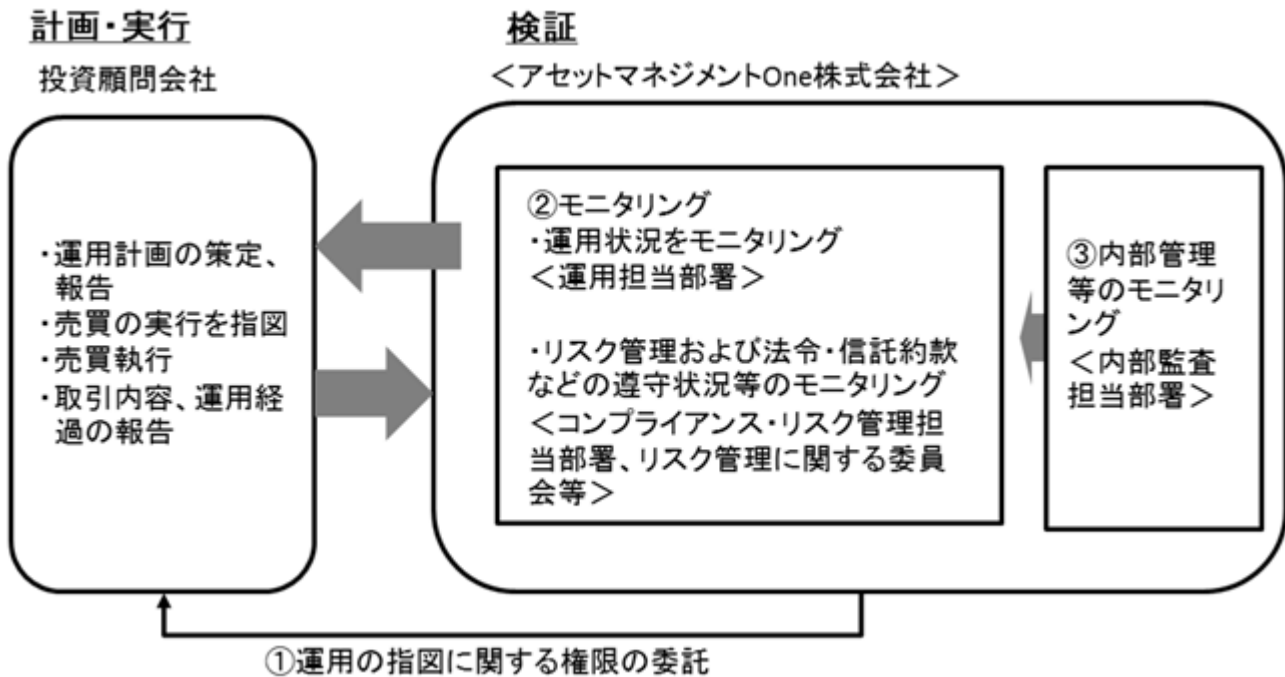 計画・実行
投資顧問会社
・運用計画の策定、
報告
・売買の実行を指図
・売買執行
・取引内容、運用経
過の報告
検証
＜アセットマネジメントOne株式会社＞
②モニタリング
・運用状況をモニタリング
＜運用担当部署＞
・リスク管理および法令・信託約款
などの遵守状況等のモニタリング
＜コンプライアンス・リスク管理担
当部署、リスク管理に関する委員
会等＞
③内部管理
等のモニタリ
ング
＜内部監査
担当部署＞
①運用の指図に関する権限の委託